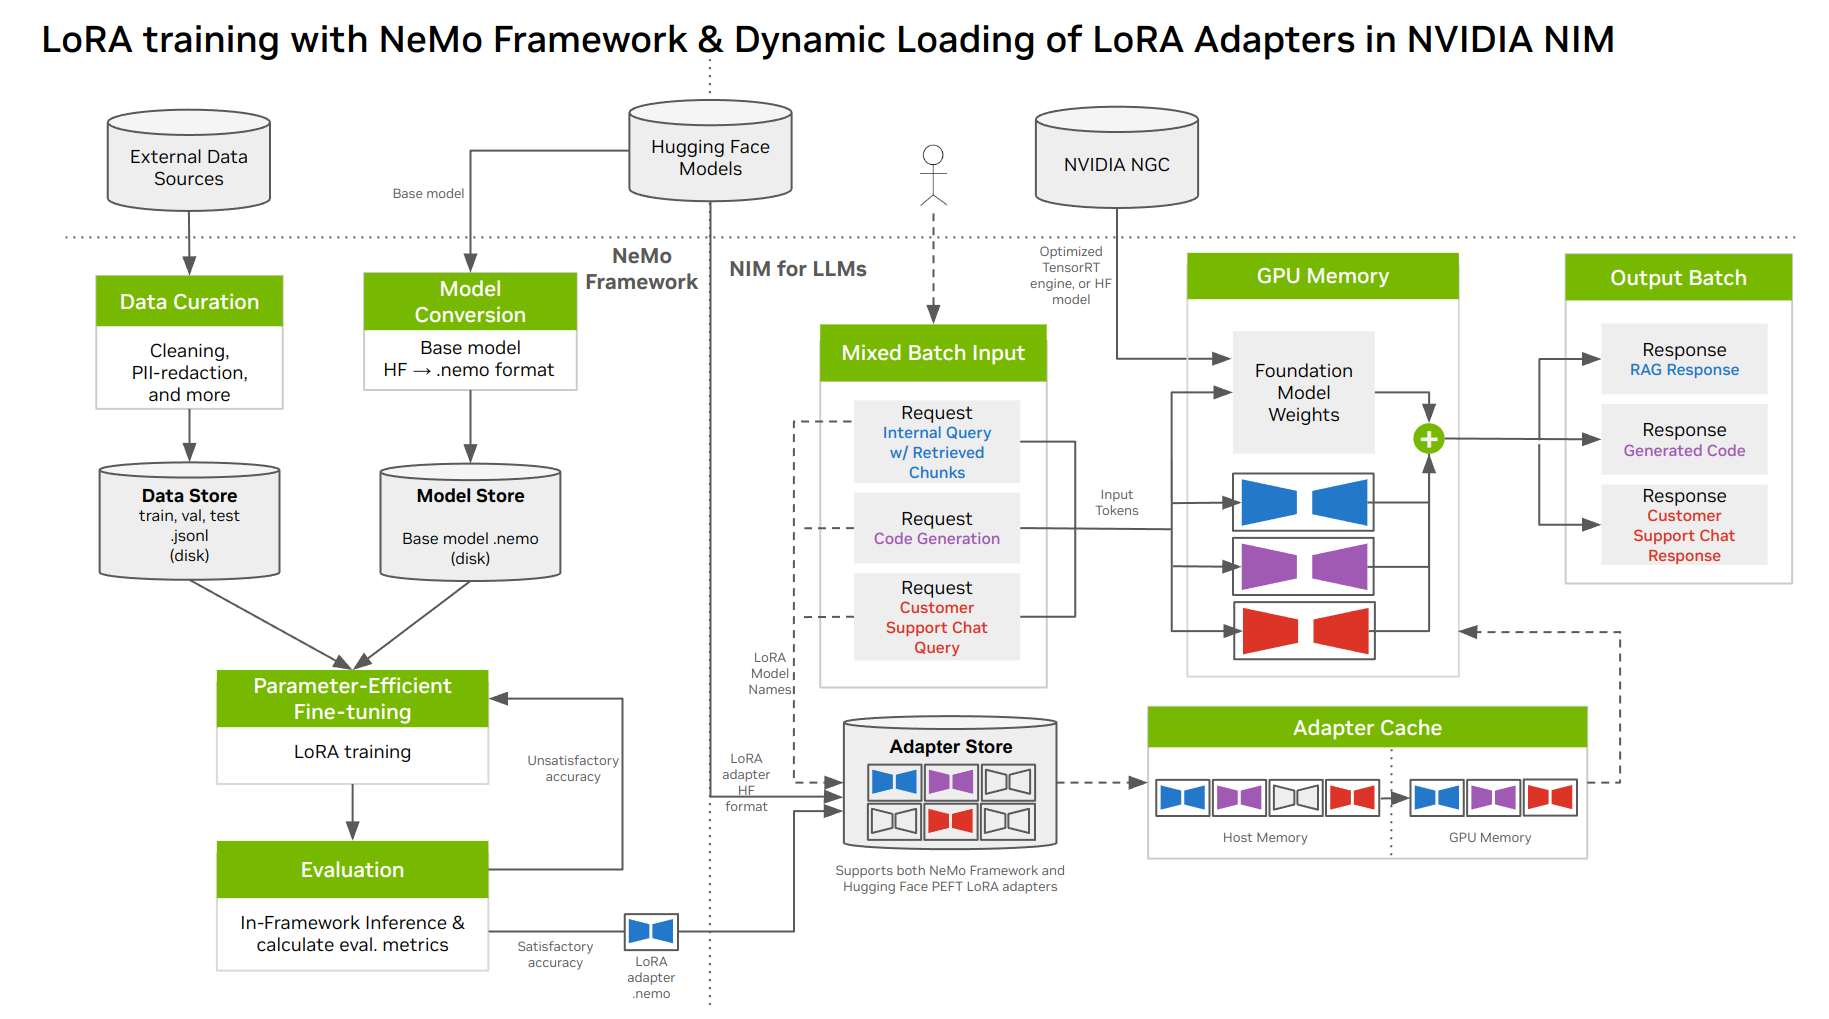 LoRA training with NeMo Framework & Dynamic Loading of LoRA Adapters in NVIDIA NIM
External Data
Sources
Hugging Face
Models
NVIDIA NGC
Base model
NeMo
Framework
NIM for LLMs
Optimized
TensorRT
engine, or HF
model
Data Curation
Cleaning,
PII-redaction,
and more
Model
Conversion
Base model
HF → .nemo format
Data Store
train, val, test
.jsonl
(disk)
Model Store
Base model .nemo
(disk)
Parameter-Efficient
Fine-tuning
LoRA training
Unsatisfactory
accuracy
Evaluation
In-Framework Inference &
calculate eval. metrics
Satisfactory
accuracy
LoRA
adapter
.nemo
Mixed Batch Input
Request
Internal Query
w/ Retrieved
Chunks
Request
Code Generation
Request
Customer
Support Chat
Query
Input
Tokens
LoRA
Model
Names
LoRA
adapter
HF
format
Adapter Store
Supports both NeMo Framework and
Hugging Face PEFT LoRA adapters
GPU Memory
Foundation
Model
Weights
Output Batch
Response
RAG Response
Response
Generated Code
Response
Customer
Support Chat
Response
Adapter Cache
Host Memory
GPU Memory